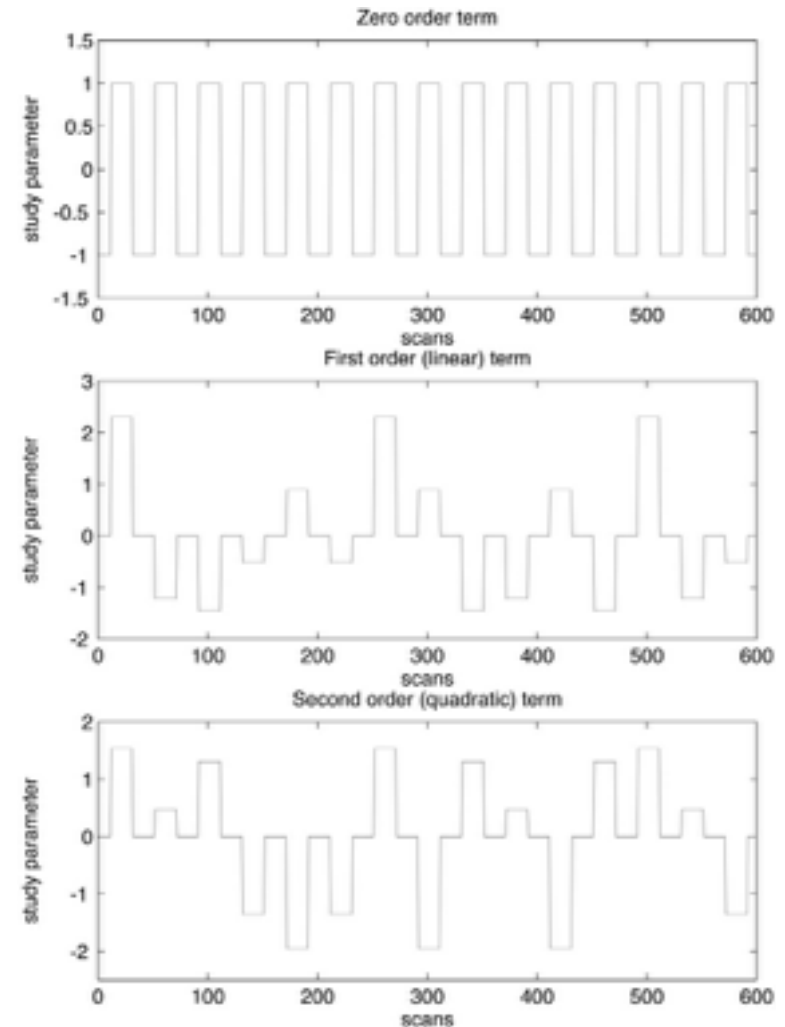 Zero order term
1.5
1
0.5
0
-0.5
-1
-1.5
study parameter
0 100 200 300 400 500 600
scans
First order (linear) term
3
2
1
0
-1
-2
study parameter
0 100 200 300 400 500 600
scans
Second order (quadratic) term
2
1
0
-1
-2
study parameter
0 100 200 300 400 500 600
scans